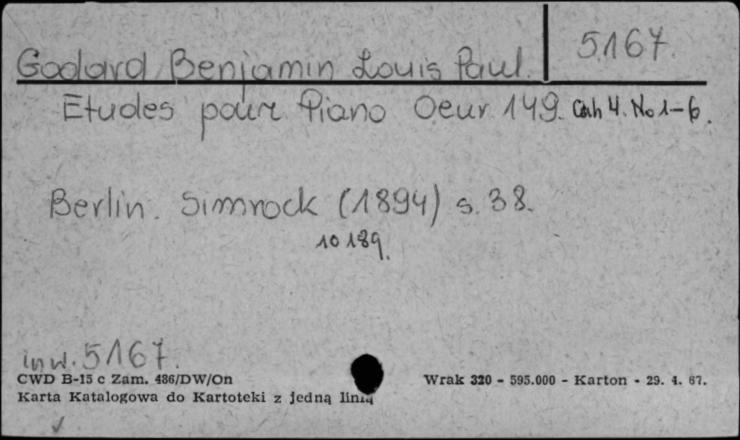 Godard Benjamin Louis Paul. 5167.
Etudes pour Piano Oeur. 149. Cah 4. No 1-6.
Berlin. Simrock (1894) s. 38.
10189.
inw. 5167.
CWD B-15 c Zam. 486/DW/On Wrak 320 - 595.000 - Karton - 29. 4. 67.
Karta Katalogowa do Kartoteki z jedną linią